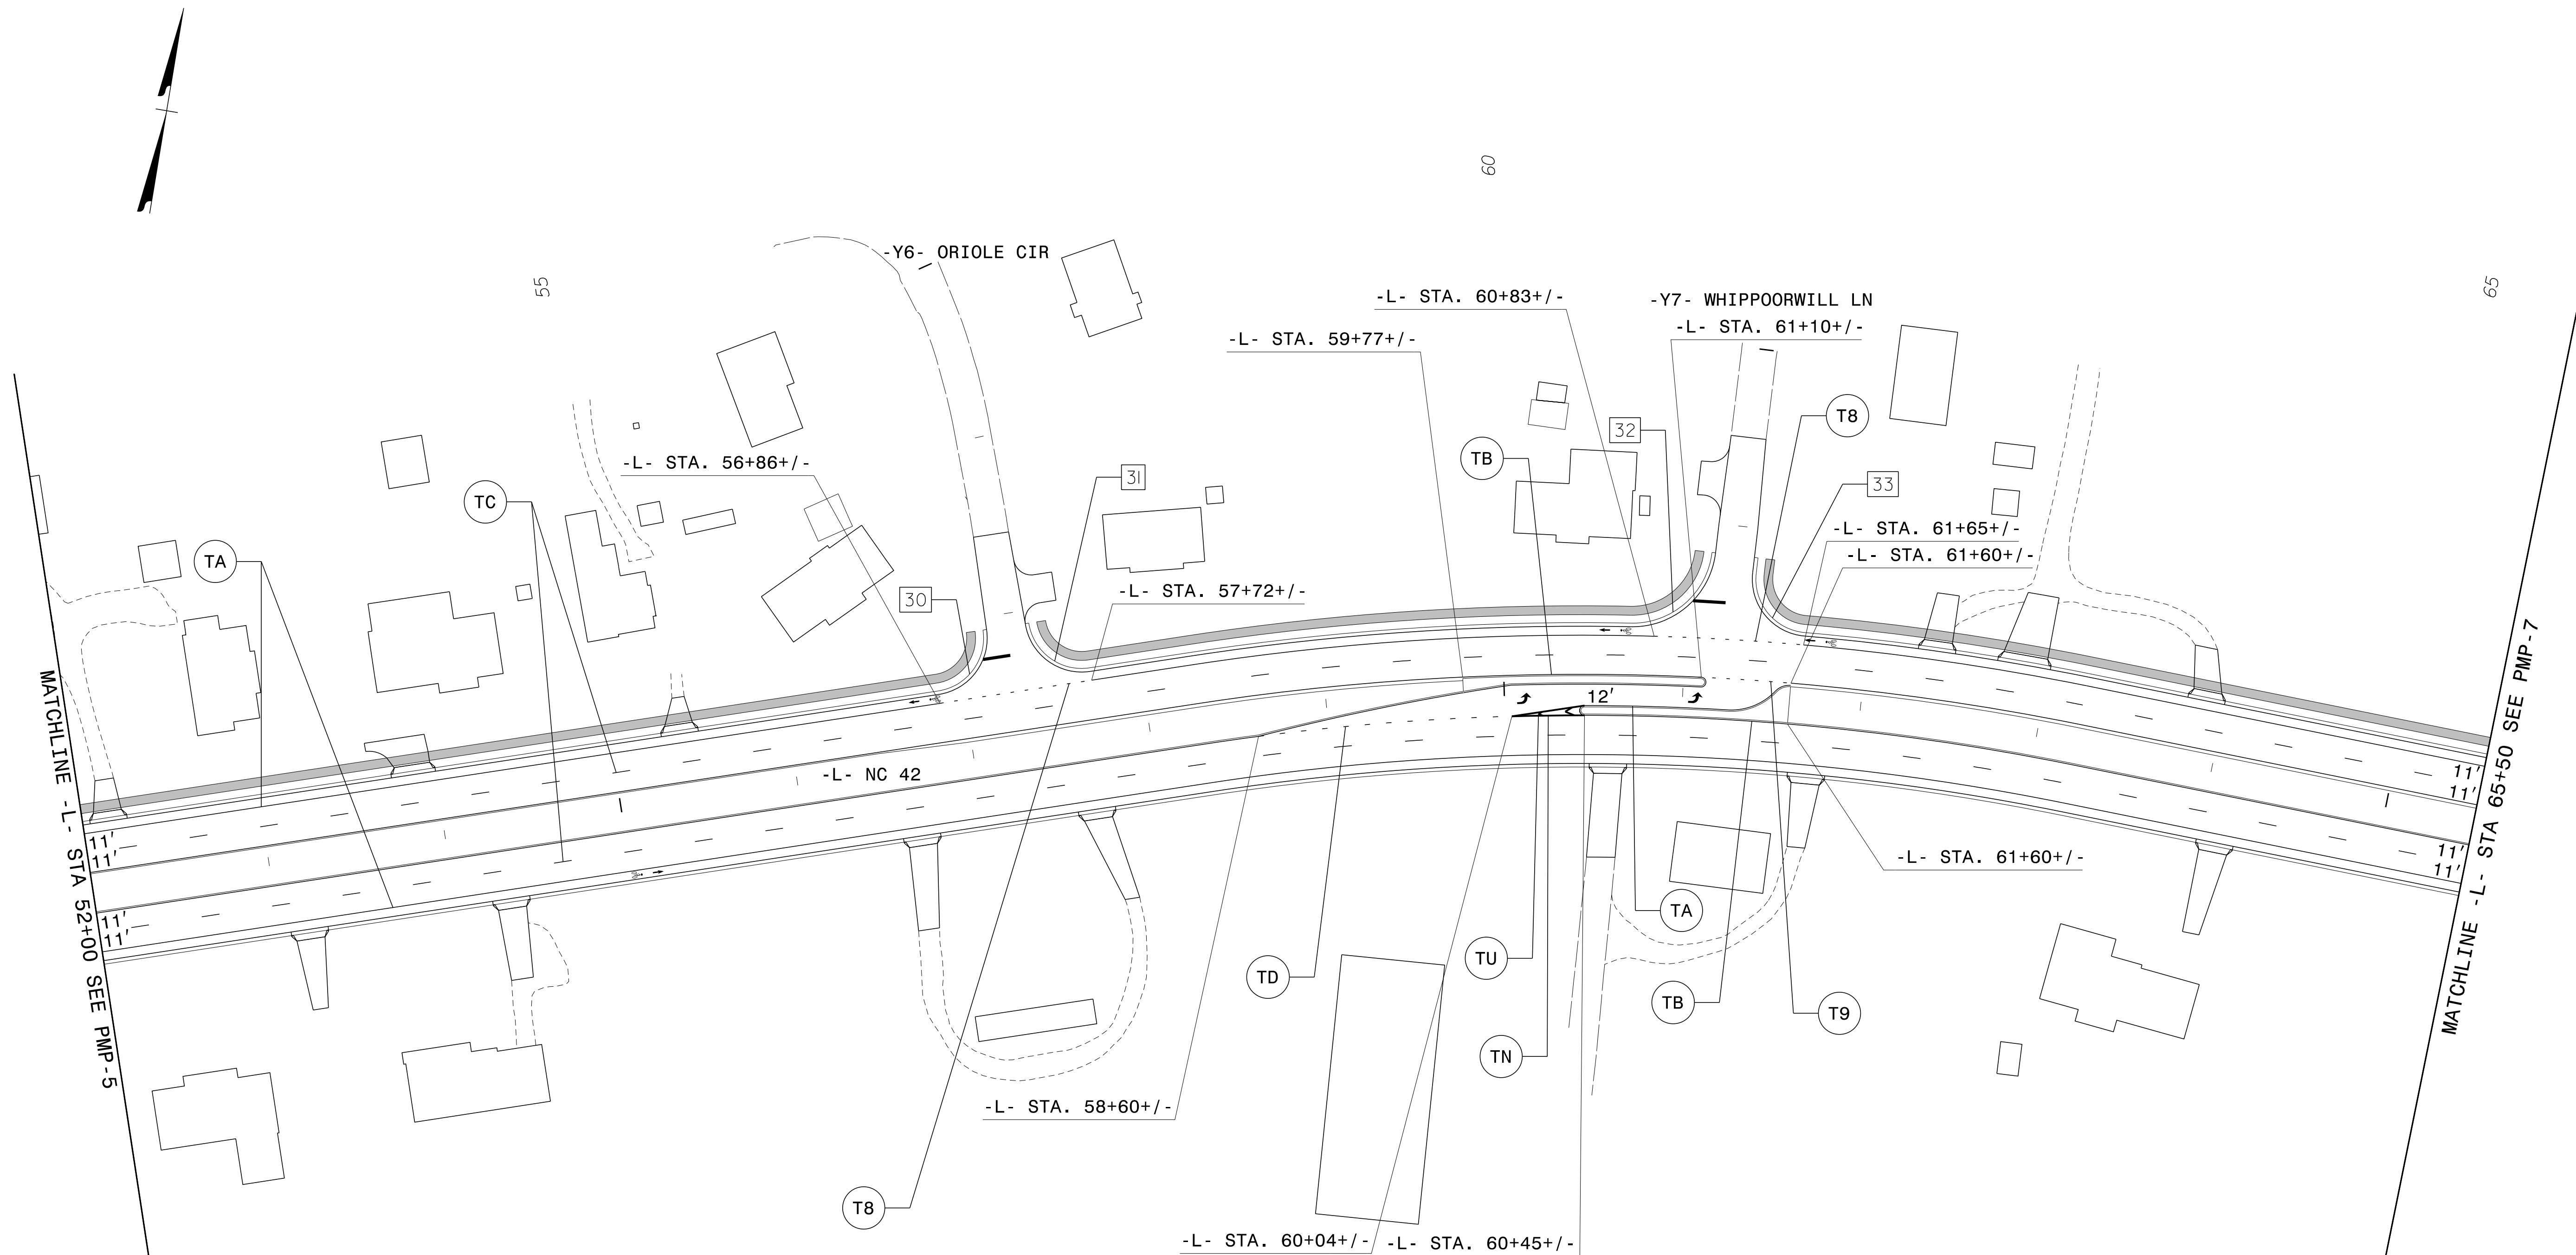 60
55
65
-Y6- ORIOLE CIR
-L- STA. 60+83+/-
-Y7- WHIPPOORWILL LN
-L- STA. 61+10+/-
-L- STA. 59+77+/-
T8
32
TB
-L- STA. 56+86+/-
31
33
TC
-L- STA. 61+65+/-
-L- STA. 61+60+/-
TA
30
-L- STA. 57+72+/-
12'
-L- NC 42
MATCHLINE -L- STA 52+00 SEE PMP-5
11'
11'
11'
11'
11'
11'
11'
11'
MATCHLINE -L- STA 65+50 SEE PMP-7
-L- STA. 61+60+/-
TA
TU
TD
TB
T9
TN
-L- STA. 58+60+/-
T8
-L- STA. 60+04+/-
-L- STA. 60+45+/-